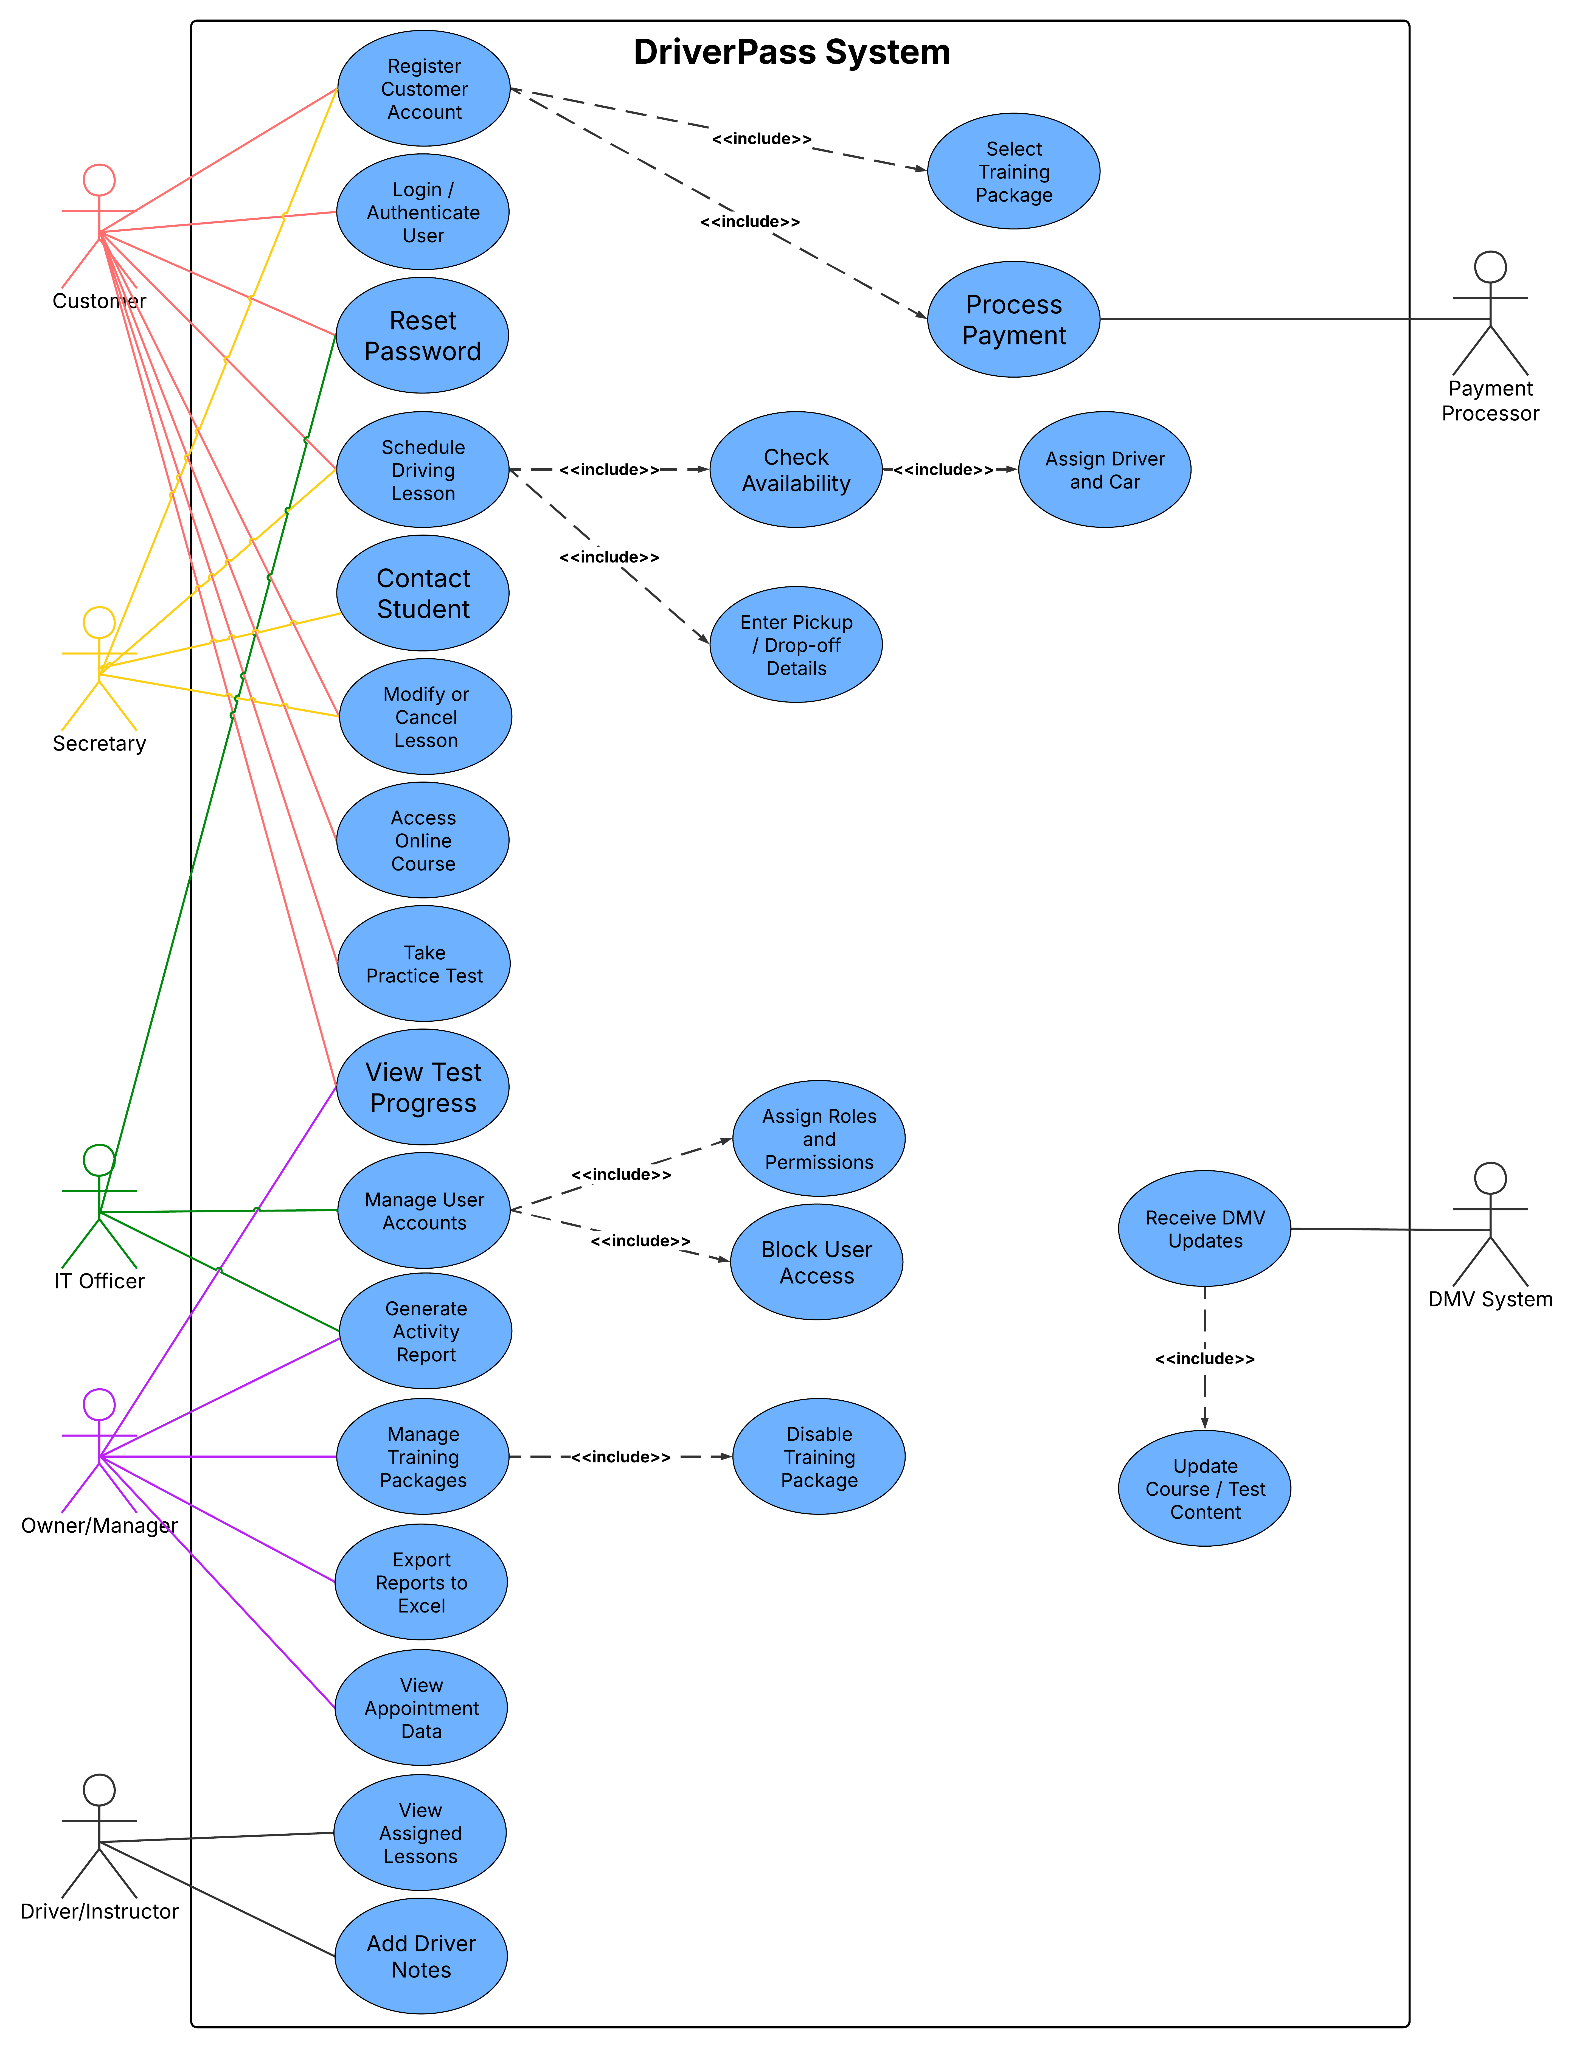 DriverPass System
Register
Customer
Account
<<include>>
Select
Training
Package
Login /
Authenticate
User
<<include>>
Customer
Reset
Password
Process
Payment
Payment
Processor
Schedule
Driving
Lesson
<<include>>
Check
Availability
<<include>>
Assign Driver
and Car
<<include>>
Contact
Student
Enter Pickup
/ Drop-off
Details
Secretary
Modify or
Cancel
Lesson
Access
Online
Course
Take
Practice Test
View Test
Progress
Assign Roles
and
Permissions
<<include>>
Manage User
Accounts
<<include>>
Block User
Access
Receive DMV
Updates
IT Officer
DMV System
Generate
Activity
Report
<<include>>
Manage
Training
Packages
<<include>>
Disable
Training
Package
Update
Course / Test
Content
Owner/Manager
Export
Reports to
Excel
View
Appointment
Data
View
Assigned
Lessons
Driver/Instructor
Add Driver
Notes